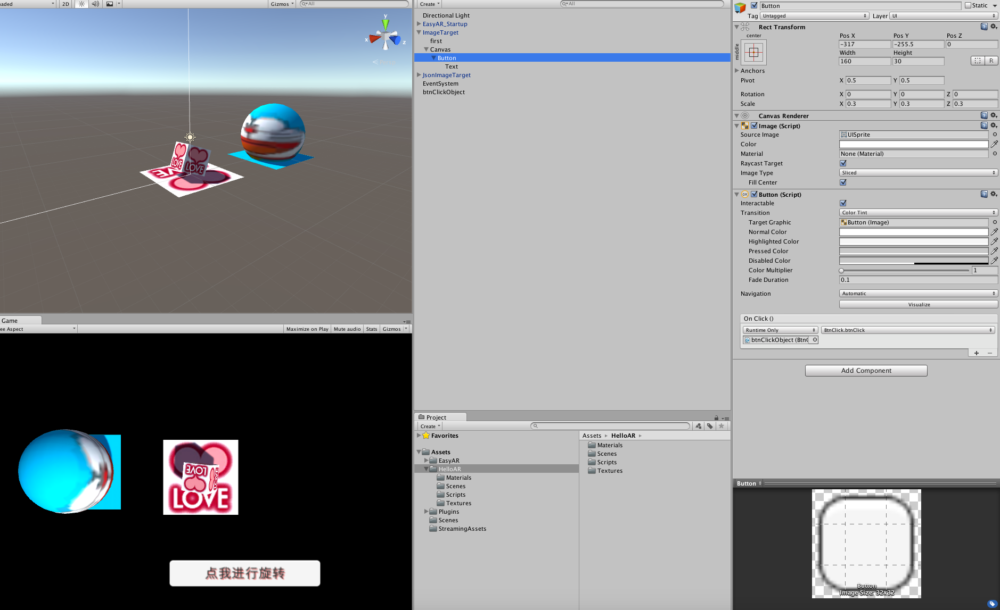 aded
2D
Gizmos
All
y
x
z
Persp
Game
ee Aspect
Maximize on Play
Mute audio
Stats
Gizmos
LOVE
LOVE
LOVE
LOVE
点我进行旋转
Create
All
Directional Light
EasyAR_Startup
ImageTarget
first
Canvas
Button
Text
JsonImageTarget
EventSystem
btnClickObject
Project
Create
Favorites
Assets
EasyAR
HelloAR
Materials
Scenes
Scripts
Textures
Plugins
Scenes
StreamingAssets
Assets HelloAR
Materials
Scenes
Scripts
Textures
Button
Static
Tag Untagged Layer UI
Rect Transform
center
middle
Pos X Pos Y Pos Z
-317 -255.5 0
Width Height
160 30
R
Anchors
Pivot X 0.5 Y 0.5
Rotation X 0 Y 0 Z 0
Scale X 0.3 Y 0.3 Z 0.3
Canvas Renderer
Image (Script)
Source Image UISprite
Color
Material None (Material)
Raycast Target
Image Type Sliced
Fill Center
OK Button (Script)
Interactable
Transition Color Tint
Target Graphic Button (Image)
Normal Color
Highlighted Color
Pressed Color
Disabled Color
Color Multiplier 1
Fade Duration 0.1
Navigation Automatic
Visualize
On Click ()
Runtime Only BtnClick.btnClick
btnClickObject (Btn(
Add Component
Button
Button
Image Size: 32x32